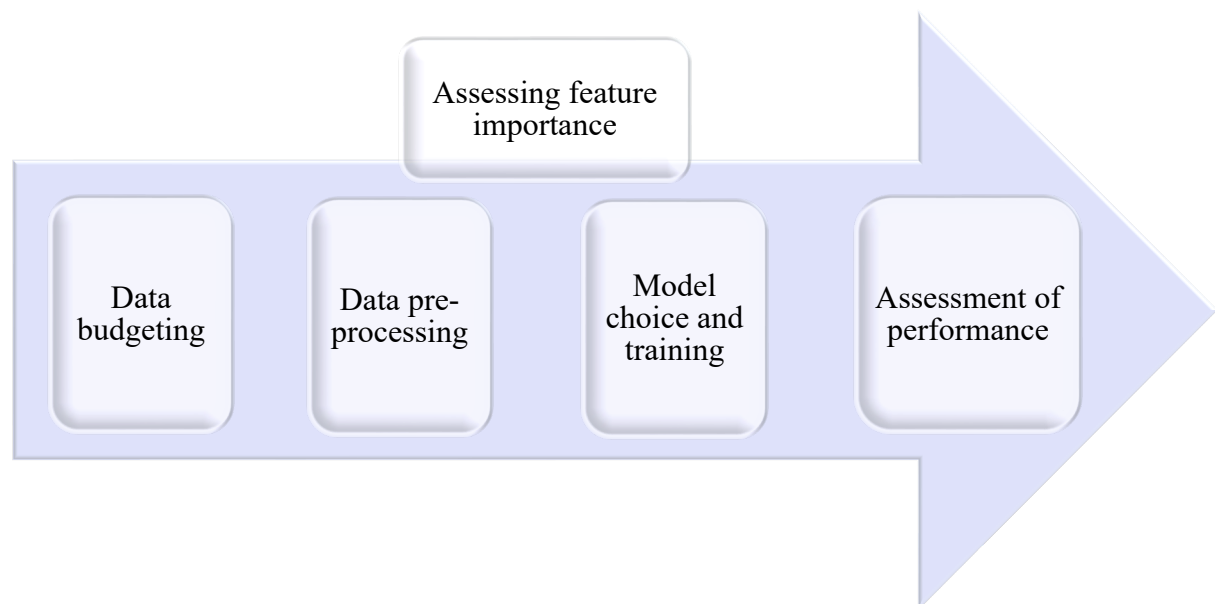 Assessing feature
importance
Data
budgeting
Data pre-
processing
Model
choice and
training
Assessment of
performance